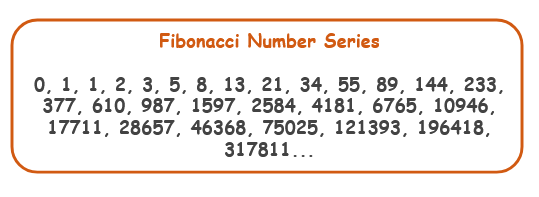 Fibonacci Number Series
0, 1, 1, 2, 3, 5, 8, 13, 21, 34, 55, 89, 144, 233,
377, 610, 987, 1597, 2584, 4181, 6765, 10946,
17711, 28657, 46368, 75025, 121393, 196418,
317811...